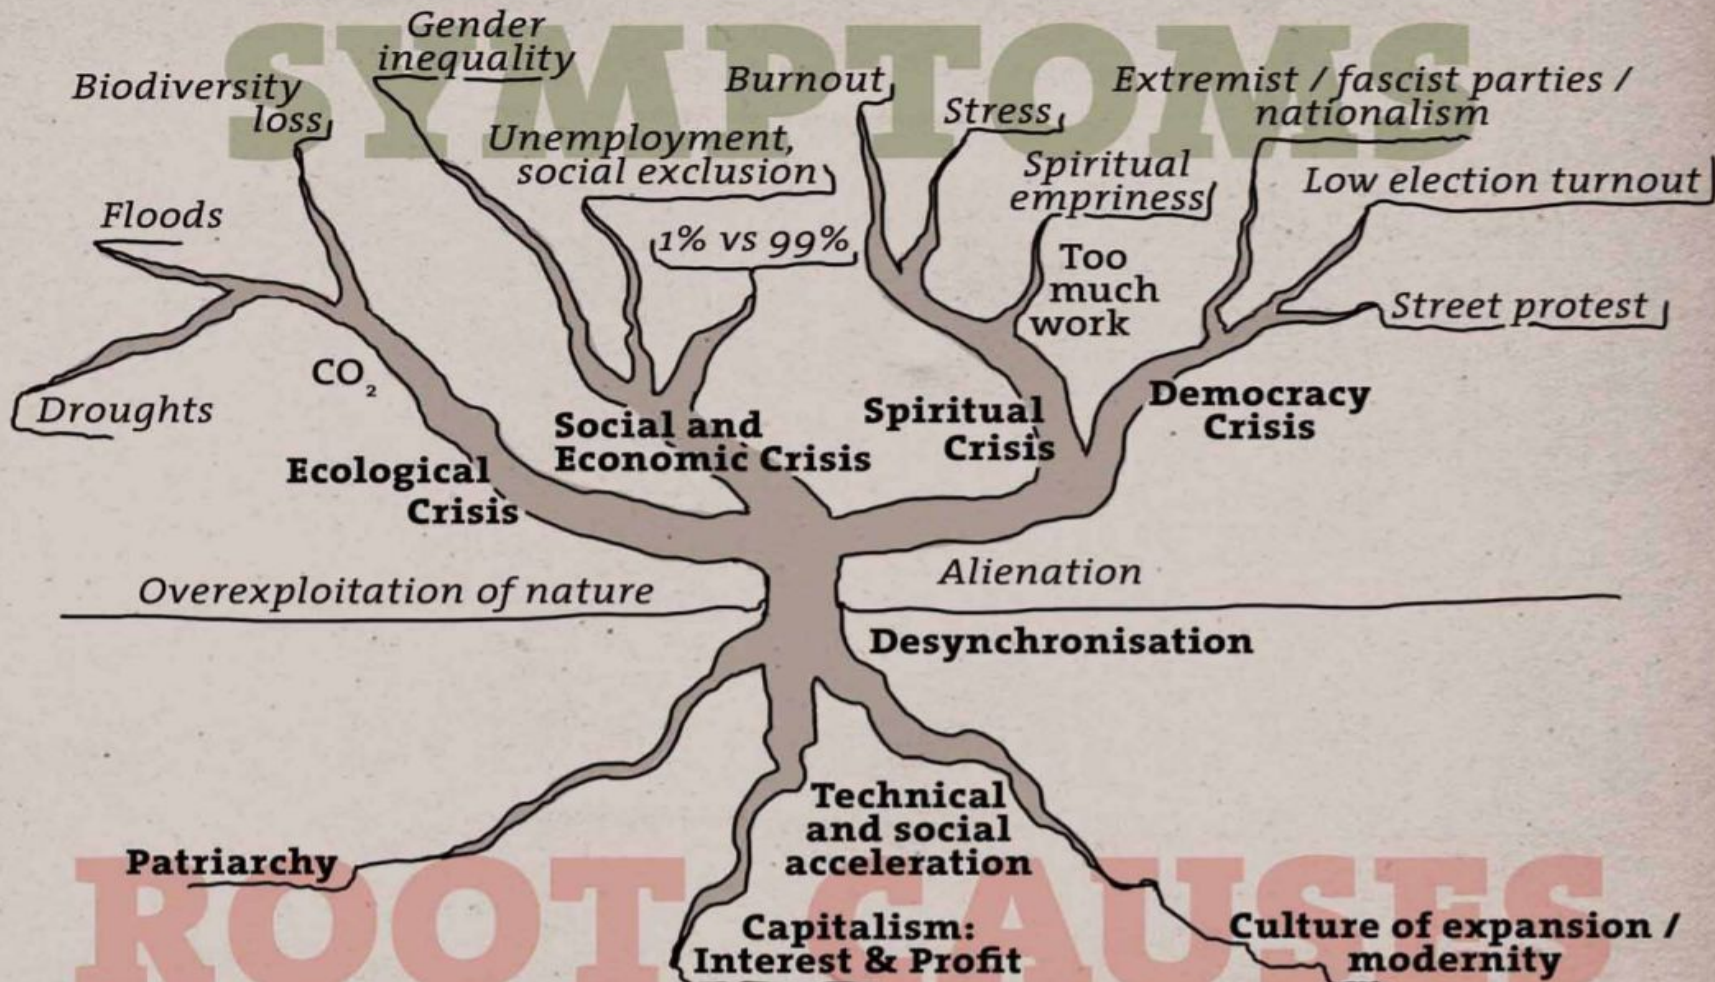 SYMPTOMS
Gender
inequality
Biodiversity
loss
Burnout
Stress
Extremist / fascist parties /
nationalism
Unemployment,
social exclusion
Spiritual
empriness
Low election turnout
Floods
1% vs 99%
Too
much
work
Street protest
CO₂
Droughts
Ecological
Crisis
Social and
Economic Crisis
Spiritual
Crisis
Democracy
Crisis
Overexploitation of nature
Alienation
Desynchronisation
Patriarchy
Technical
and social
acceleration
Capitalism:
Interest & Profit
Culture of expansion /
modernity
ROOT CAUSES